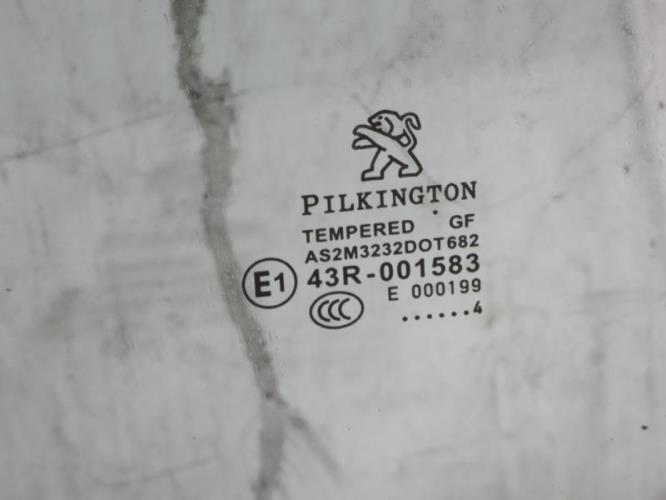 PILKINGTON
TEMPERED GF
AS2M3232DOT682
E1 43R-001583
CCC E 000199
......4